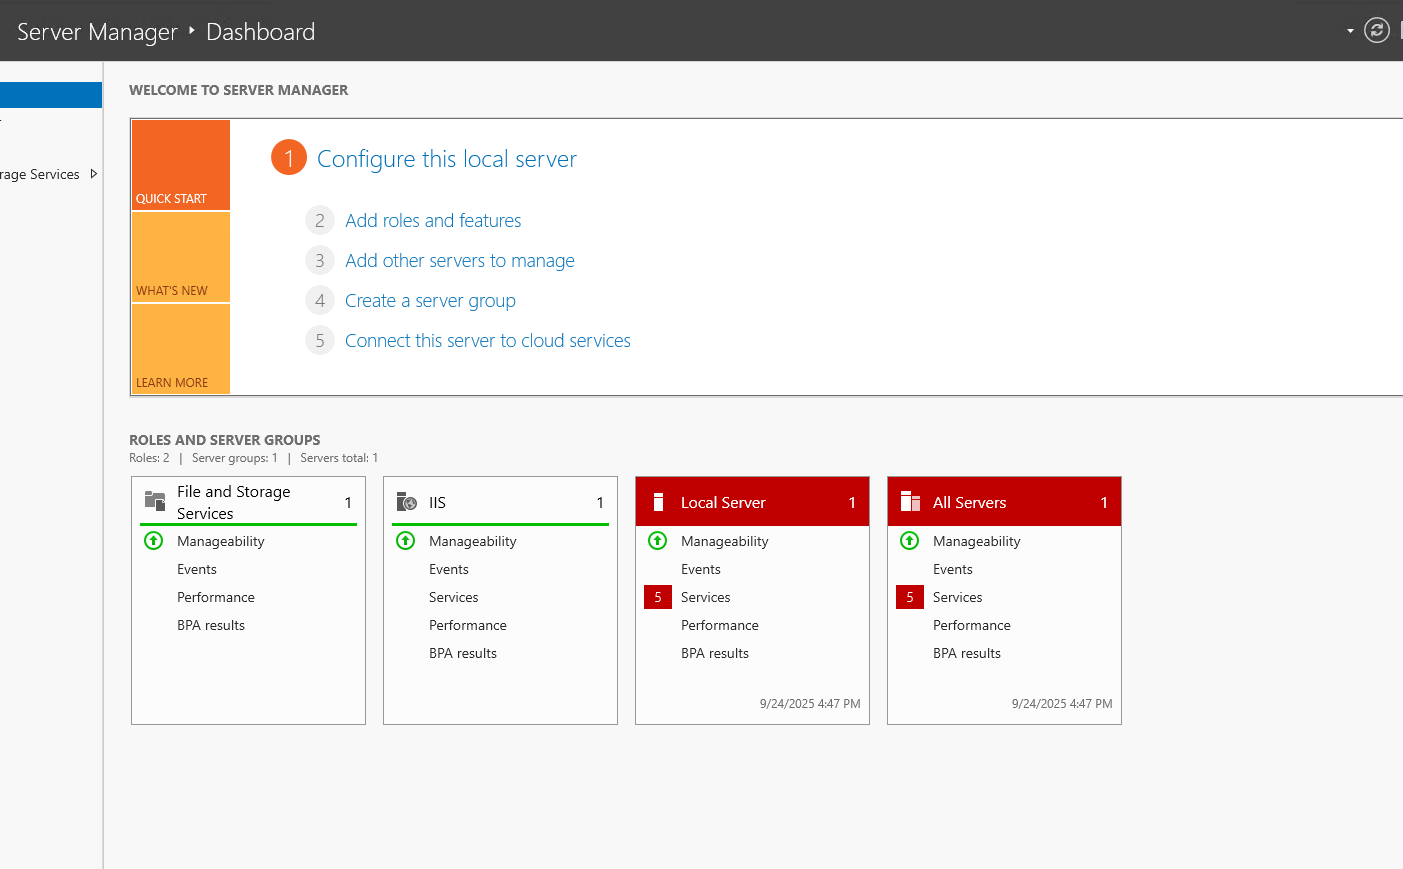 Server Manager ‣ Dashboard
WELCOME TO SERVER MANAGER
rage Services
QUICK START
WHAT'S NEW
LEARN MORE
1 Configure this local server
2 Add roles and features
3 Add other servers to manage
4 Create a server group
5 Connect this server to cloud services
ROLES AND SERVER GROUPS
Roles: 2 | Server groups: 1 | Servers total: 1
File and Storage
Services 1
Manageability
Events
Performance
BPA results
IIS 1
Manageability
Events
Services
Performance
BPA results
Local Server 1
Manageability
Events
5 Services
Performance
BPA results
9/24/2025 4:47 PM
All Servers 1
Manageability
Events
5 Services
Performance
BPA results
9/24/2025 4:47 PM